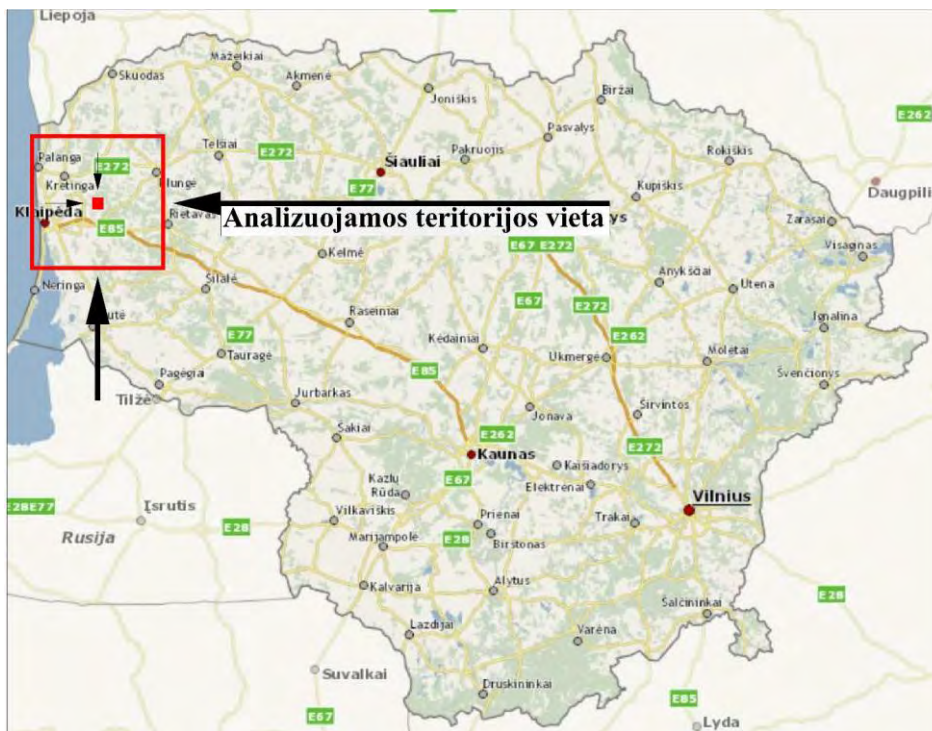 Liepoja
Mažeikiai
Skuodas
Akmenė
Joniškis
Biržai
E262
Pasvalys
Telšiai
E272
Šiauliai
Pakruojis
Rokiškis
Palanga
E272
Kretinga
E77
Daugpili
Kupiškis
Klaipėda
Rietavas
Analizuojamos teritorijos vieta
E85
Zarasai
Visaginas
Kelmė
E67 E272
Anykščiai
Neringa
Šilalė
E67
E272
Utena
Ignalina
Raseiniai
E77
Kėdainiai
E262
Tauragė
Ukmergė
Molėtai
Švenčionys
E85
Pagėgiai
Tilžė
Jurbarkas
Jonava
Širvintos
Šakiai
E262
E272
Kaunas
Kaišiadorys
E67
Elektrėnai
Kazlų
Rūda
Vilnius
E28E77
Įsrutis
E28
Vilkaviškis
Prienai
Trakai
Rusija
Marijampolė
E28
Birštonas
Kalvarija
Alytus
E28
Šalčininkai
Lazdijai
Varėna
Suvalkai
Druskininkai
E85
E67
Lyda